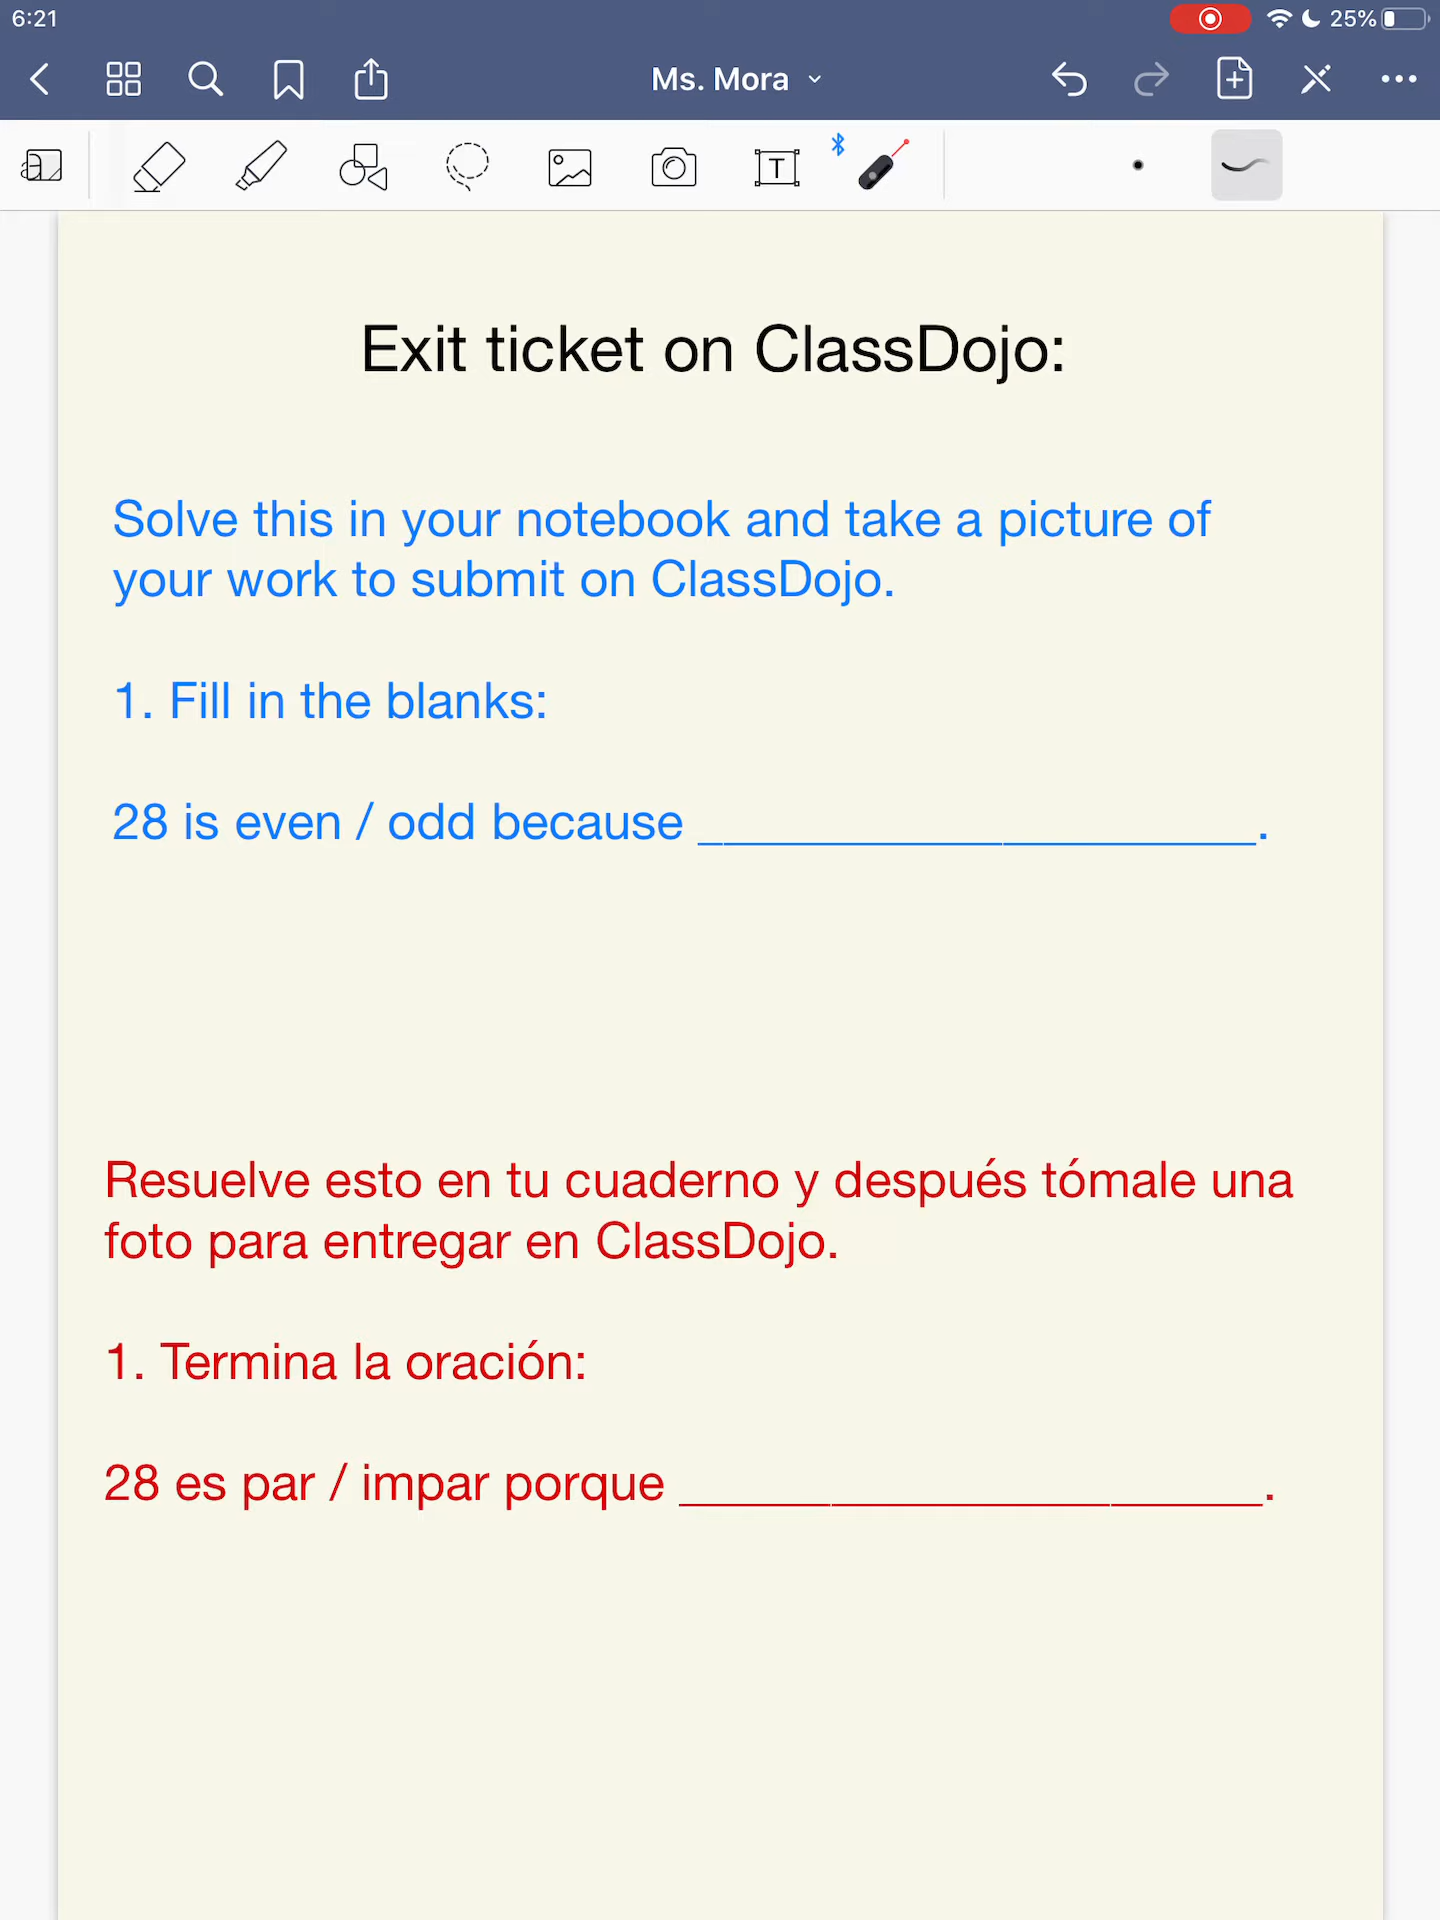 6:21
25%
Ms. Mora
a
T
Exit ticket on ClassDojo:
Solve this in your notebook and take a picture of
your work to submit on ClassDojo.
1. Fill in the blanks:
28 is even / odd because ______________________.
Resuelve esto en tu cuaderno y después tómale una
foto para entregar en ClassDojo.
1. Termina la oración:
28 es par / impar porque _______________________.